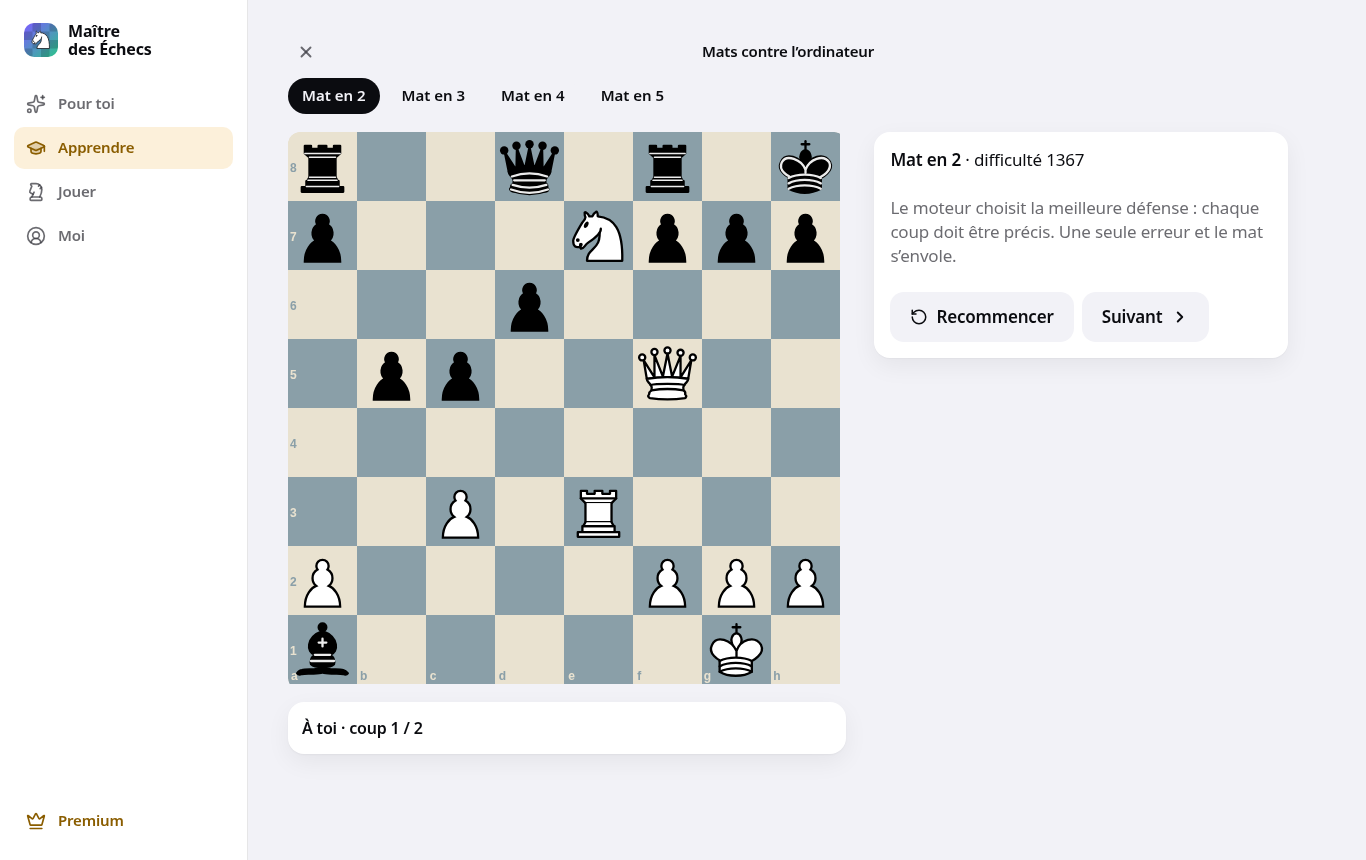 Maître
des Échecs
Pour toi
Apprendre
Jouer
Moi
Premium
Mats contre l’ordinateur
Mat en 2
Mat en 3
Mat en 4
Mat en 5
8
7
6
5
4
3
2
1
a
b
c
d
e
f
g
h
À toi · coup 1 / 2
Mat en 2 · difficulté 1367
Le moteur choisit la meilleure défense : chaque
coup doit être précis. Une seule erreur et le mat
s’envole.
Recommencer
Suivant